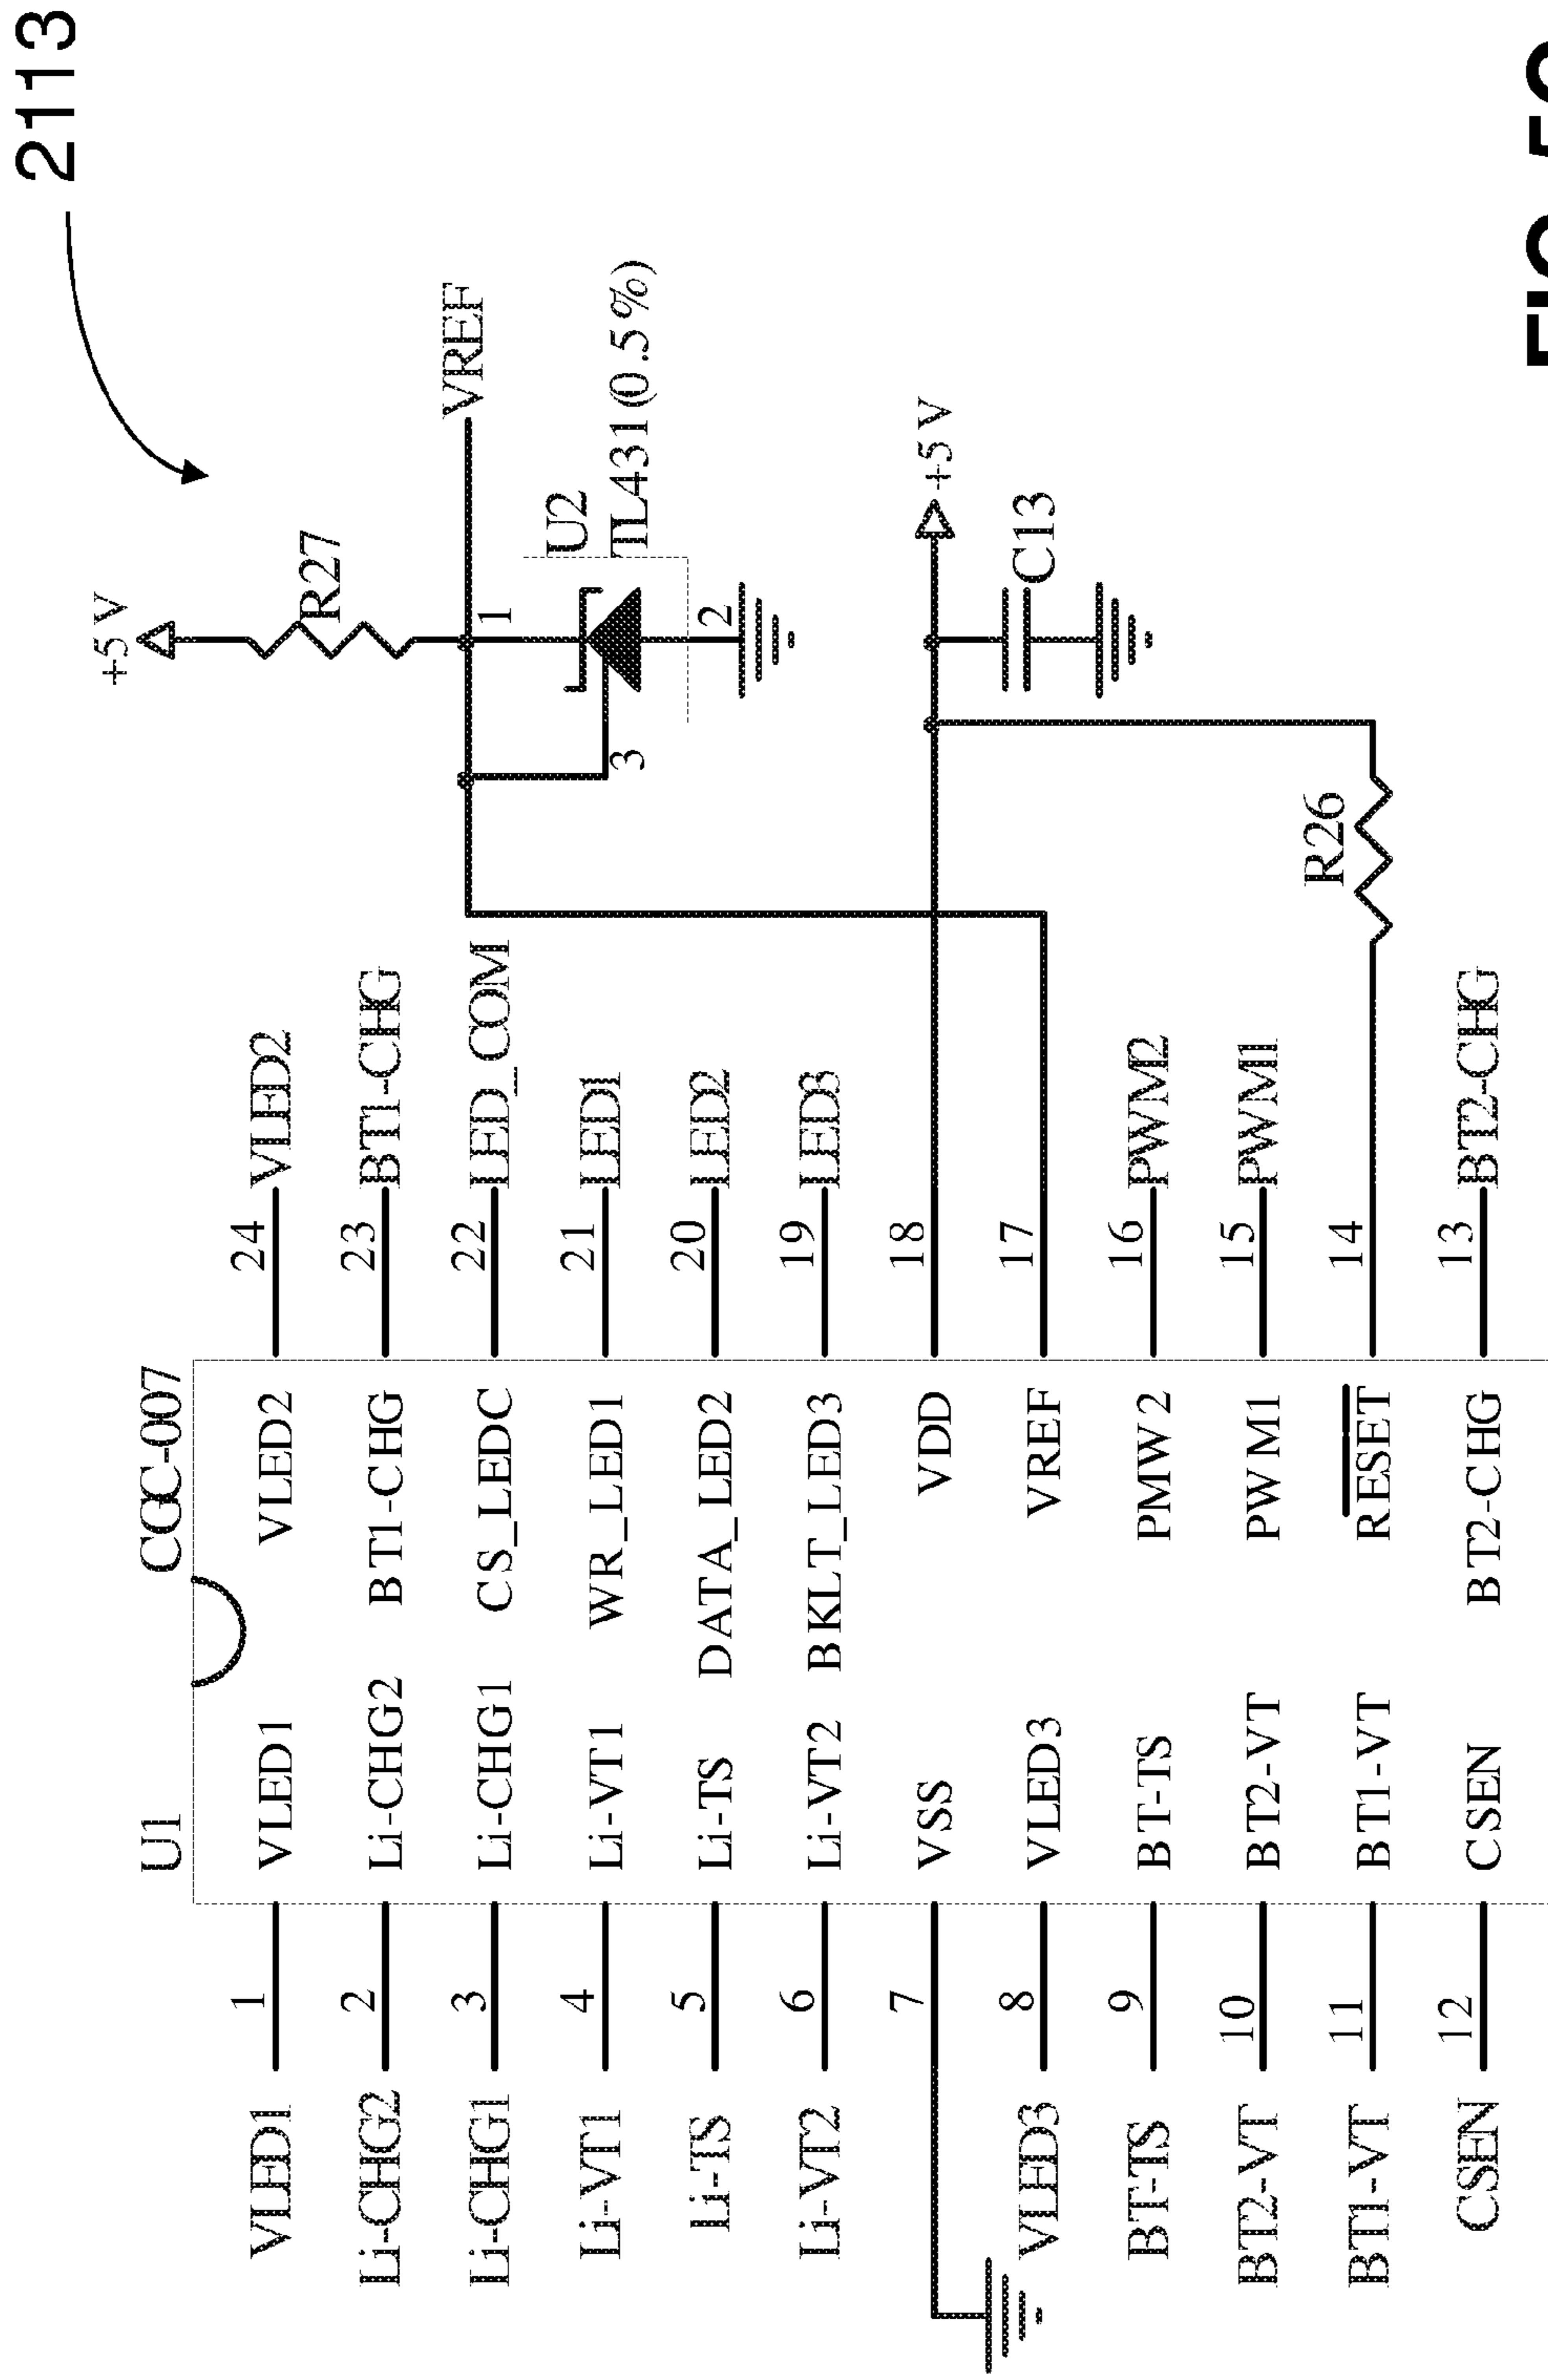 2113
+5 V
R27
VREF
1
U2
TL431 (0.5%)
2
3
+5 V
C13
R26
U1
CGC-007
VLED1 1 VLED1 VLED2 24 VLED2
Li-CHG2 2 Li-CHG2 BT1-CHG 23 BT1-CHG
Li-CHG1 3 Li-CHG1 CS_LEDC 22 LED_COM
Li-VT1 4 Li-VT1 WR_LED1 21 LED1
Li-TS 5 Li-TS DATA_LED2 20 LED2
Li-VT2 6 Li-VT2 BKLT_LED3 19 LED3
7 VSS VDD 18
VLED3 8 VLED3 VREF 17
BT-TS 9 BT-TS PMW2 16 PWM2
BT2-VT 10 BT2-VT PWM1 15 PWM1
BT1-VT 11 BT1-VT RESET 14
CSEN 12 CSEN BT2-CHG 13 BT2-CHG